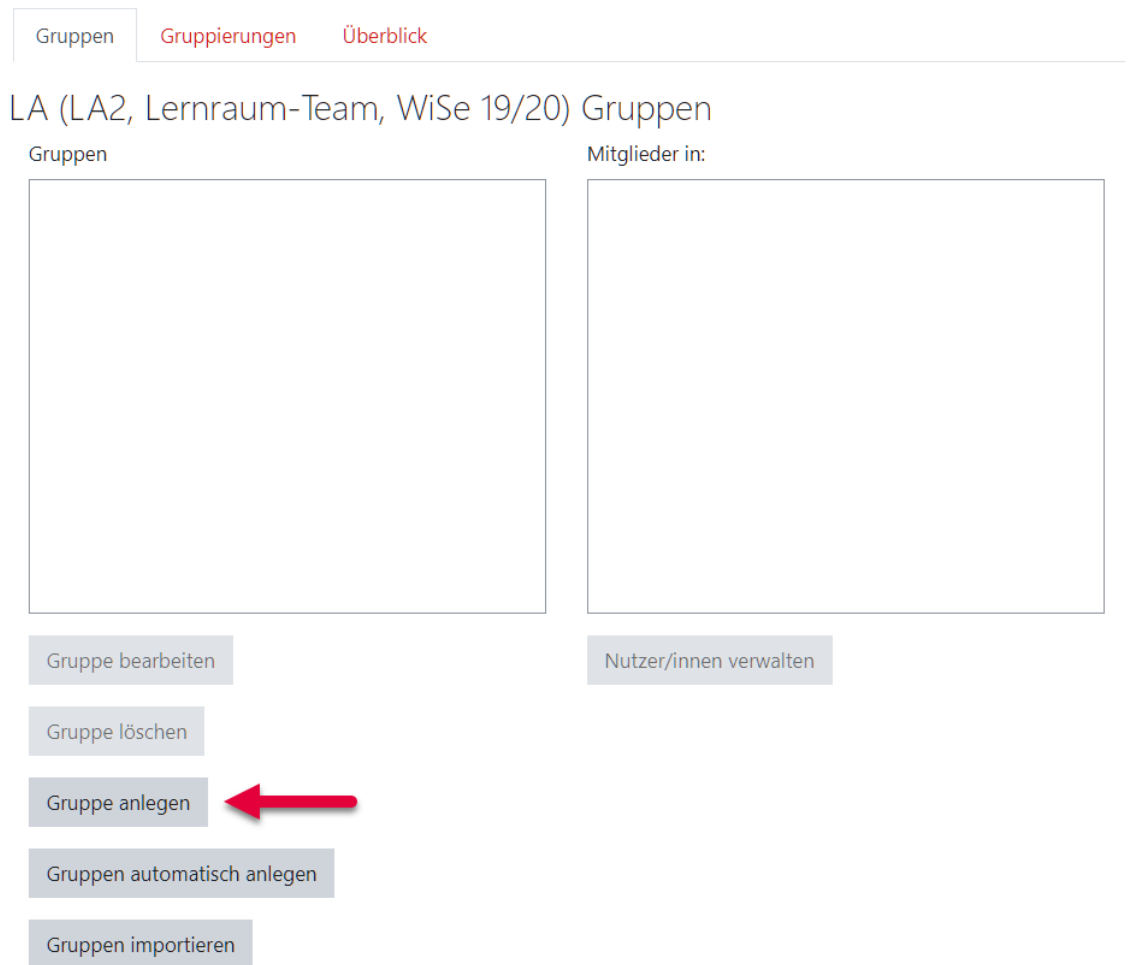 Gruppen Gruppierungen Überblick
LA (LA2, Lernraum-Team, WiSe 19/20) Gruppen
Gruppen
Mitglieder in:
Gruppe bearbeiten
Nutzer/innen verwalten
Gruppe löschen
Gruppe anlegen
Gruppen automatisch anlegen
Gruppen importieren